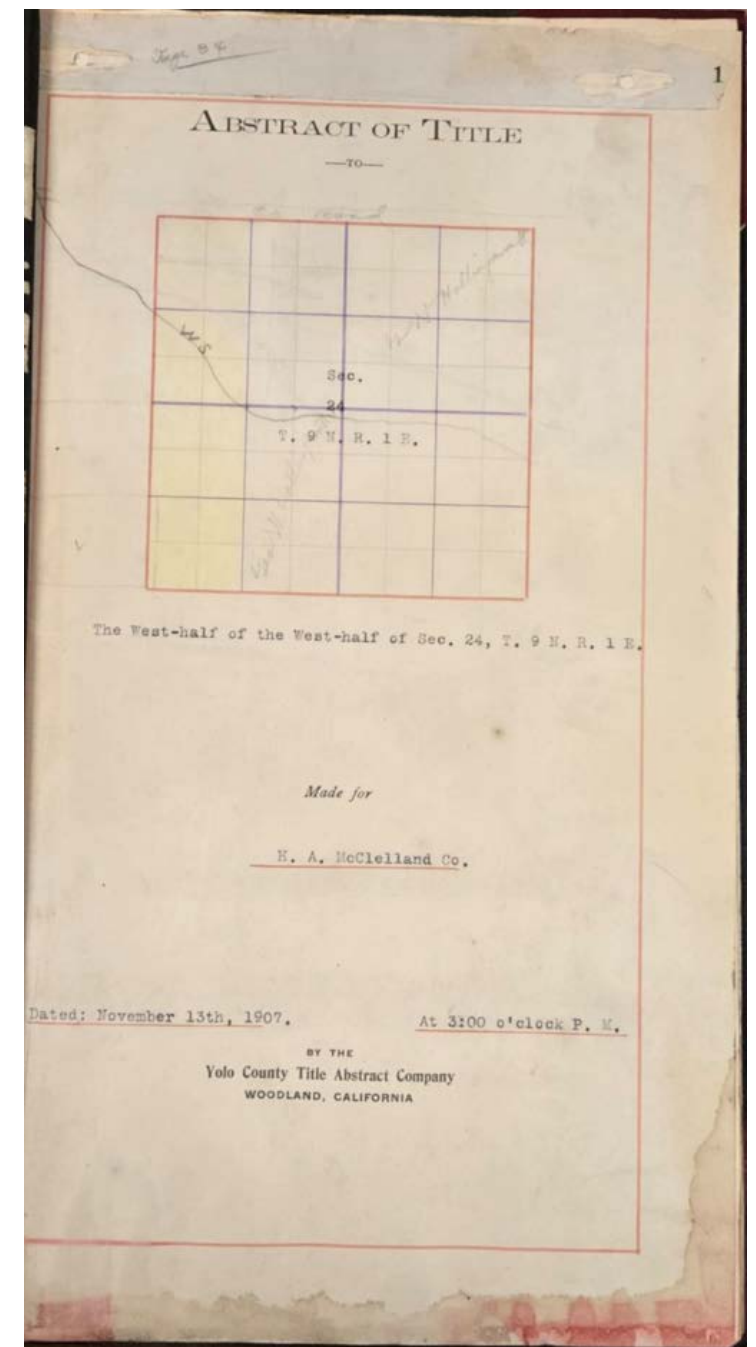 Page 84
1
ABSTRACT OF TITLE
—TO—
W S
Sec.
24
T. 9 N. R. 1 E.
The West-half of the West-half of Sec. 24, T. 9 N. R. 1 E.
Made for
H. A. McClelland Co.
Dated: November 13th, 1907.
At 3:00 o'clock P. M.
BY THE
Yolo County Title Abstract Company
WOODLAND, CALIFORNIA